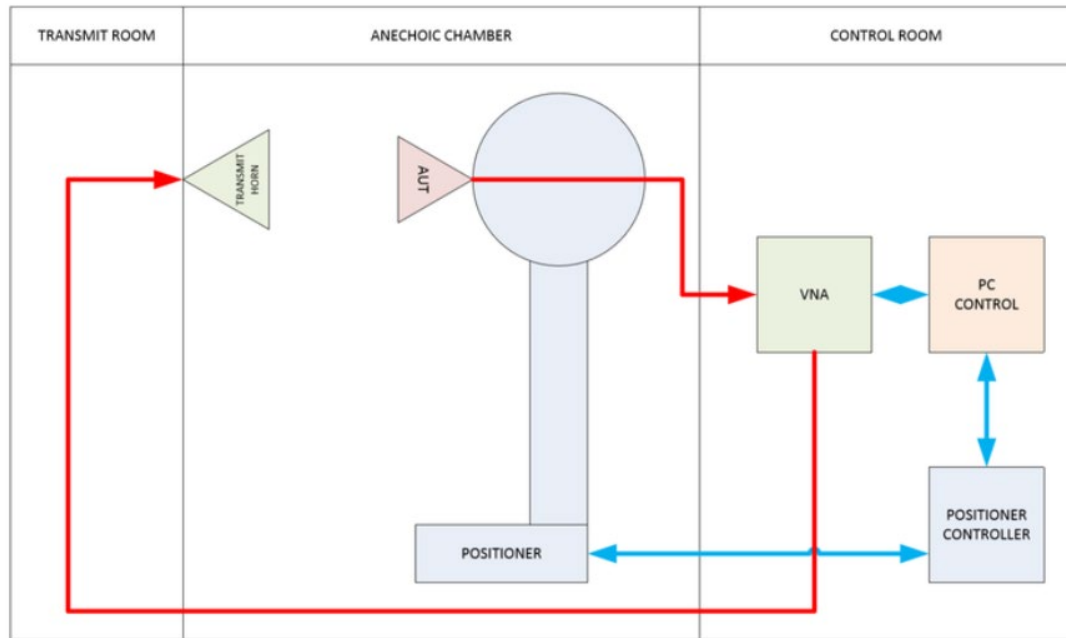 TRANSMIT ROOM
ANECHOIC CHAMBER
CONTROL ROOM
TRANSMIT
HORN
AUT
VNA
PC
CONTROL
POSITIONER
POSITIONER
CONTROLLER